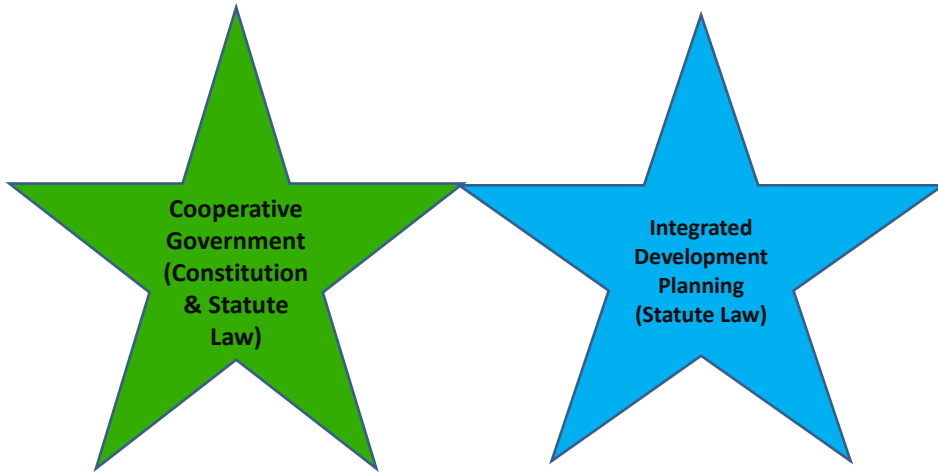 Cooperative
Government
(Constitution
& Statute
Law)
Integrated
Development
Planning
(Statute Law)